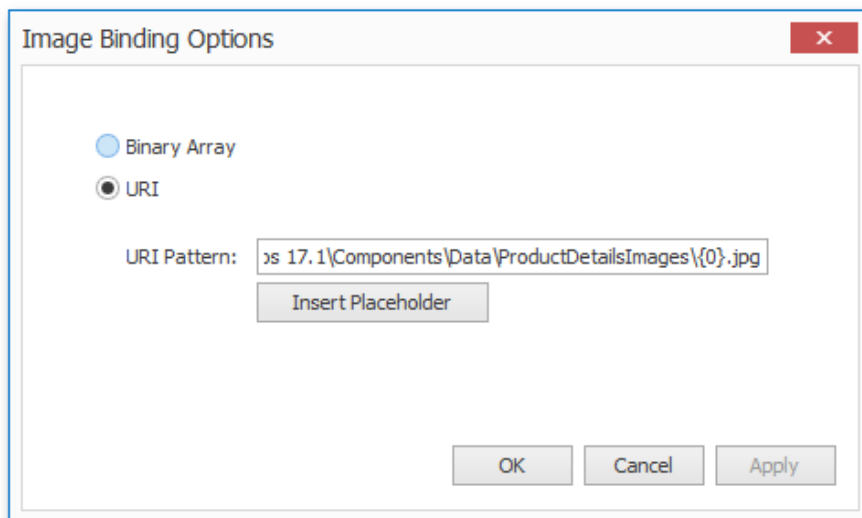 Image Binding Options
Binary Array
URI
URI Pattern: 17.1\Components\Data\ProductDetailsImages\{0}.jpg
Insert Placeholder
OK Cancel Apply